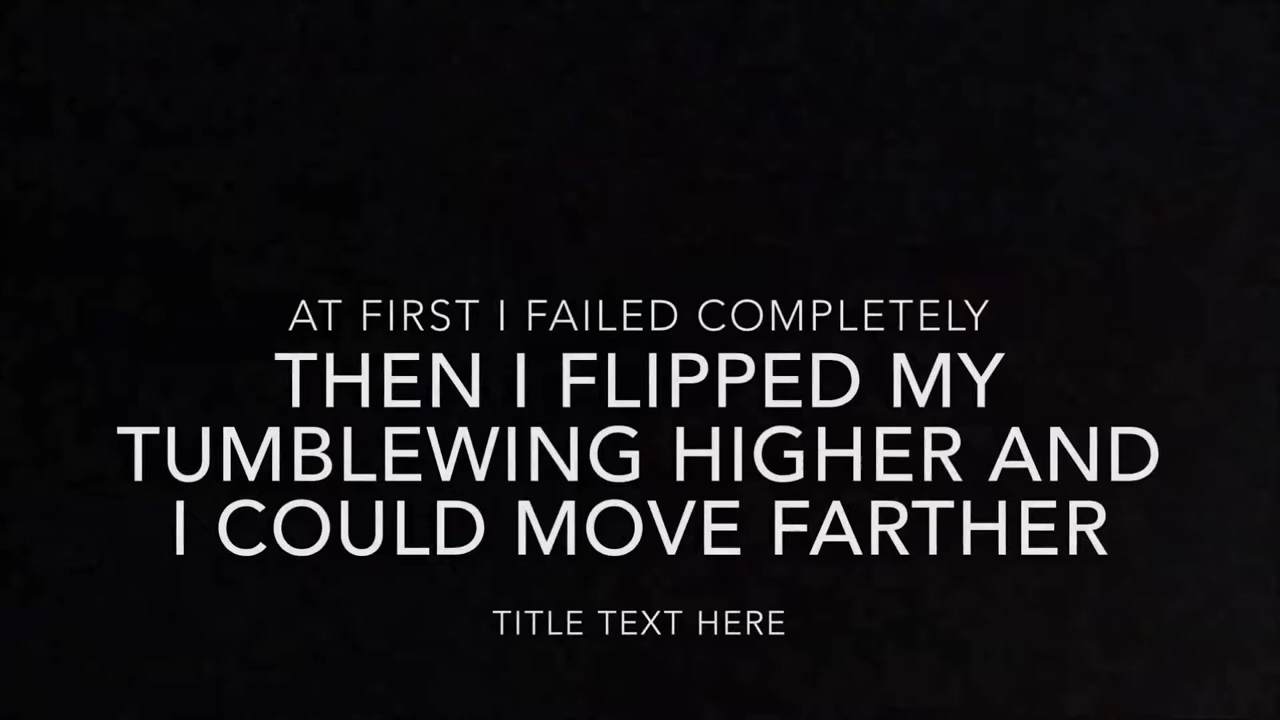 AT FIRST I FAILED COMPLETELY
THEN I FLIPPED MY
TUMBLEWING HIGHER AND
I COULD MOVE FARTHER
TITLE TEXT HERE